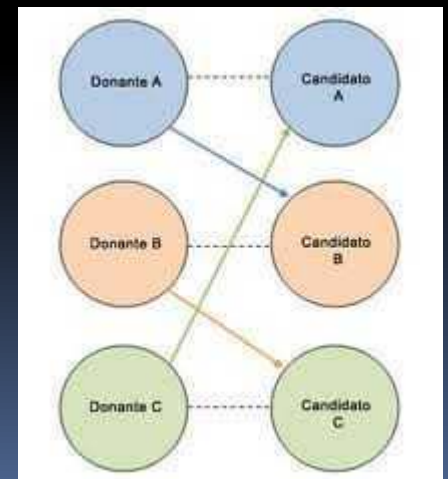 Donante A
Candidato
A
Donante B
Candidato
B
Donante C
Candidato
C